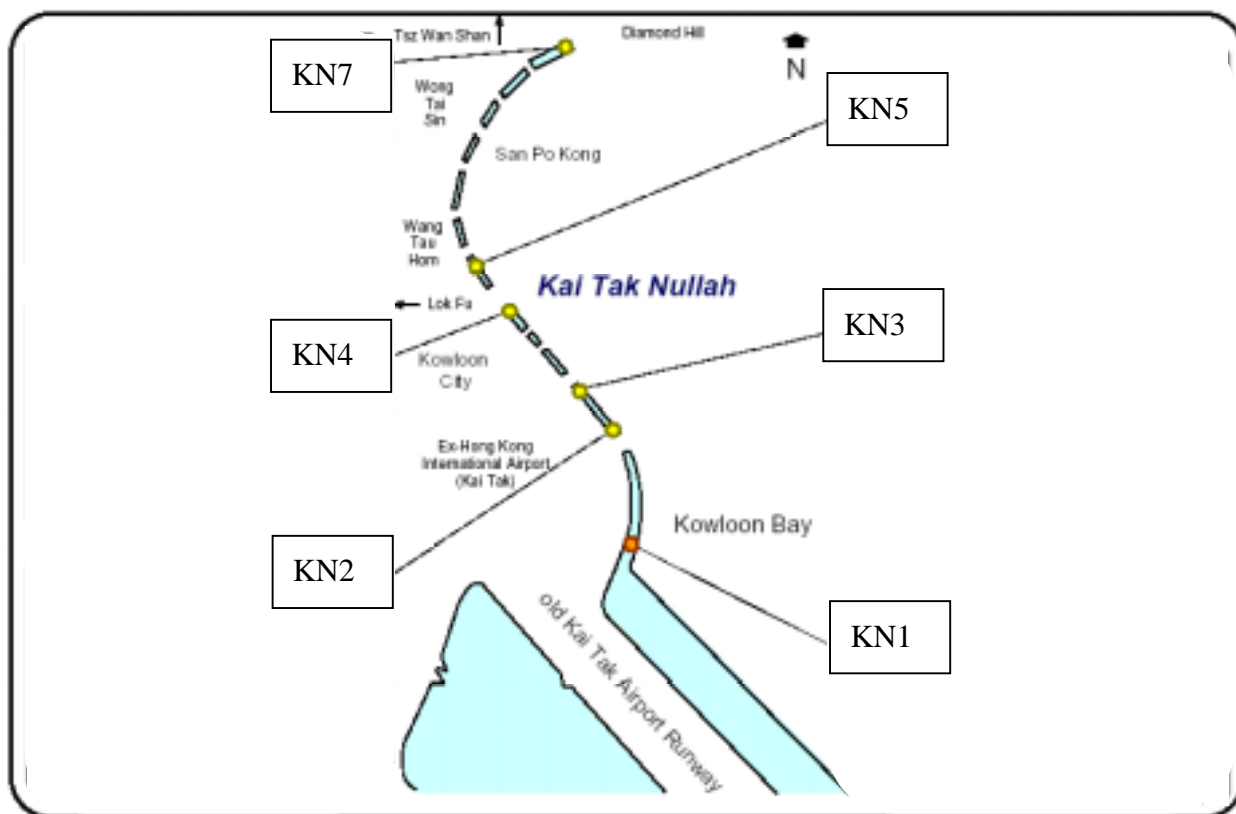 Tsz Wan Shan
Diamond Hill
N
KN7
Wong
Tai
Sin
KN5
San Po Kong
Wang
Tau
Hom
Kai Tak Nullah
Lok Fu
KN3
KN4
Kowloon
City
Ex-Hong Kong
International Airport
(Kai Tak)
Kowloon Bay
KN2
old Kai Tak Airport Runway
KN1